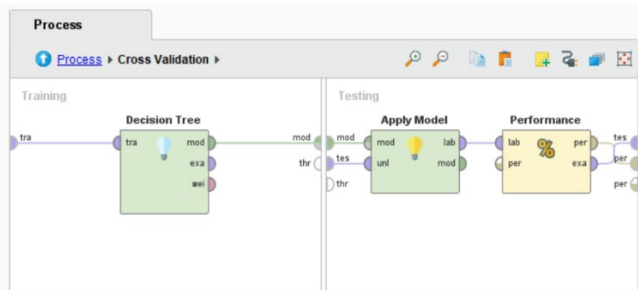 Process
Process ▸ Cross Validation ▸
Training
Decision Tree
tra
tra
mod
mod
exa
thr
wei
Testing
Apply Model
Performance
mod
mod
lab
lab
per
tes
tes
unl
mod
per
exa
per
thr
per